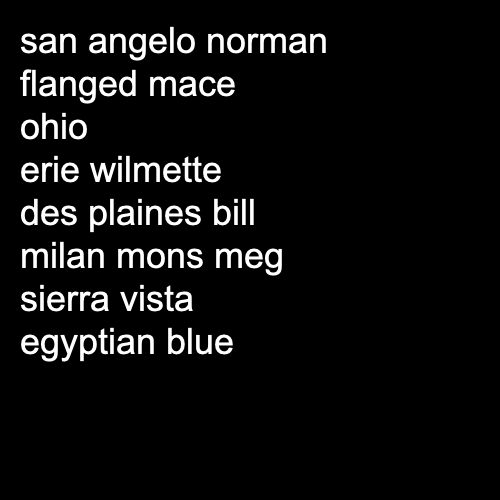 san angelo norman
flanged mace
ohio
erie wilmette
des plaines bill
milan mons meg
sierra vista
egyptian blue